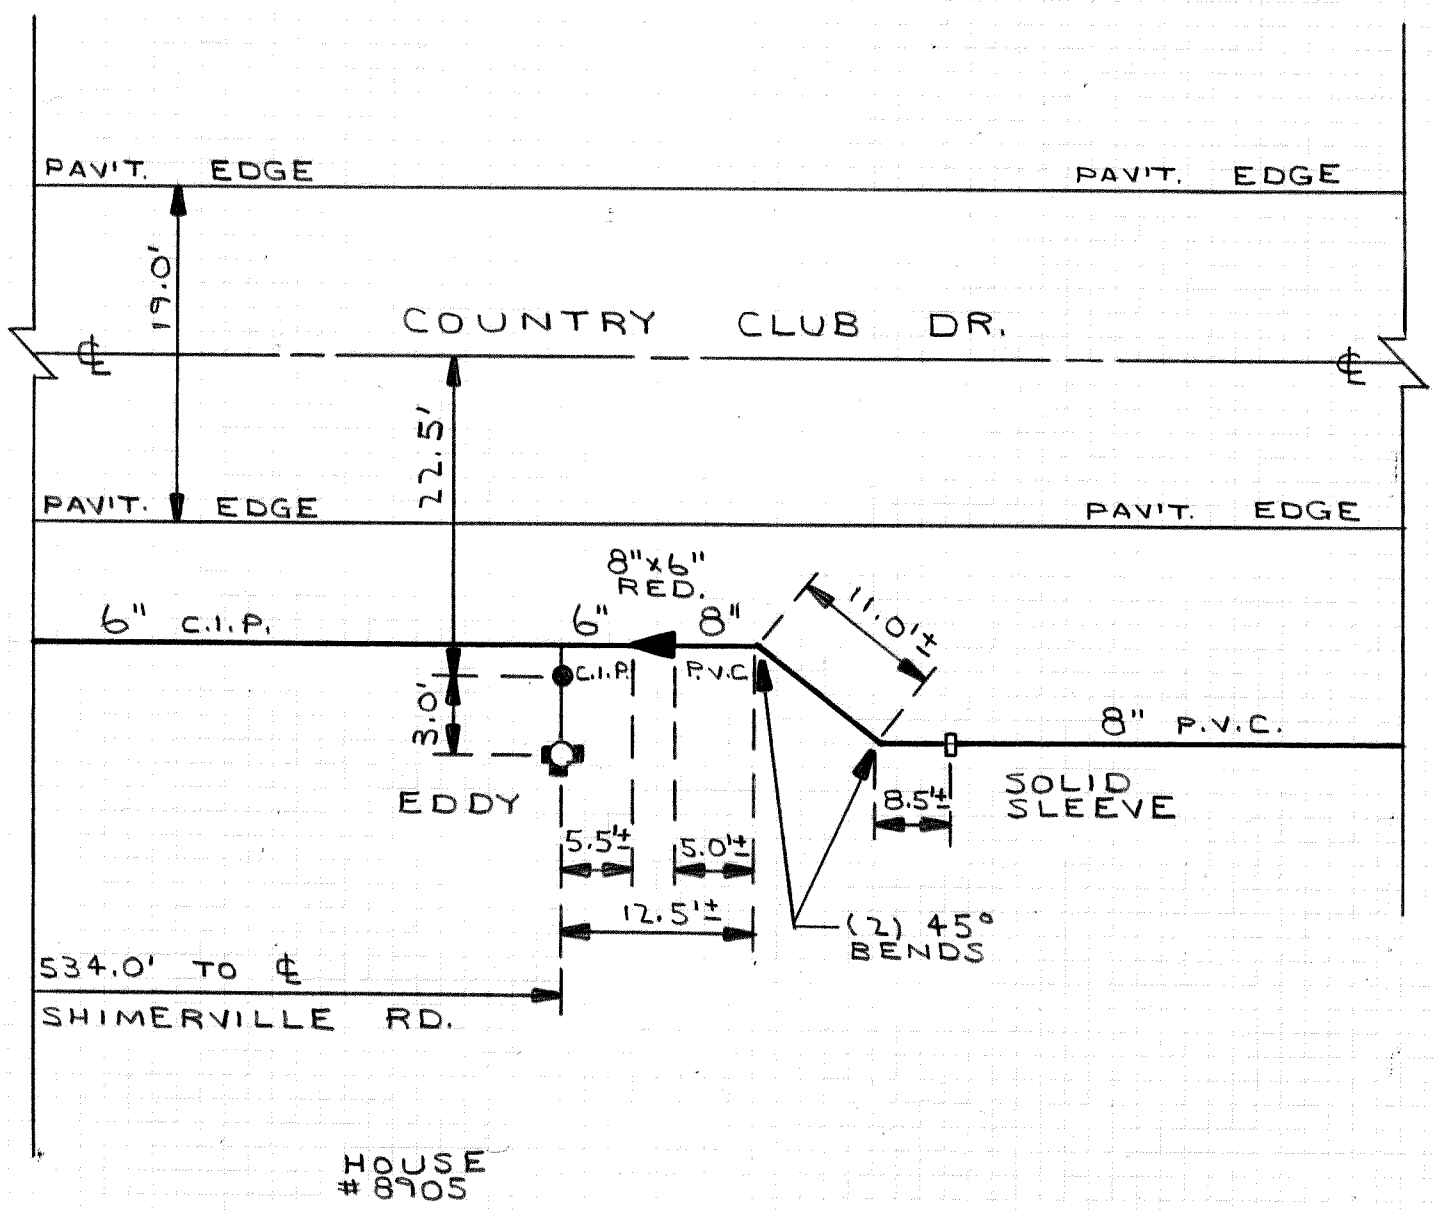 PAV'T. EDGE
PAV'T. EDGE
19.0'
COUNTRY CLUB DR.
℄
℄
22.5'
PAV'T. EDGE
PAV'T. EDGE
8"x6"
RED.
11.0'±
6" C.I.P.
6"
8"
C.I.P.
P.V.C
3.0'
8" P.V.C.
EDDY
SOLID
SLEEVE
8.5'±
5.5'±
5.0'±
12.5'±
(2) 45°
BENDS
534.0' TO ℄
SHIMERVILLE RD.
HOUSE
# 8905